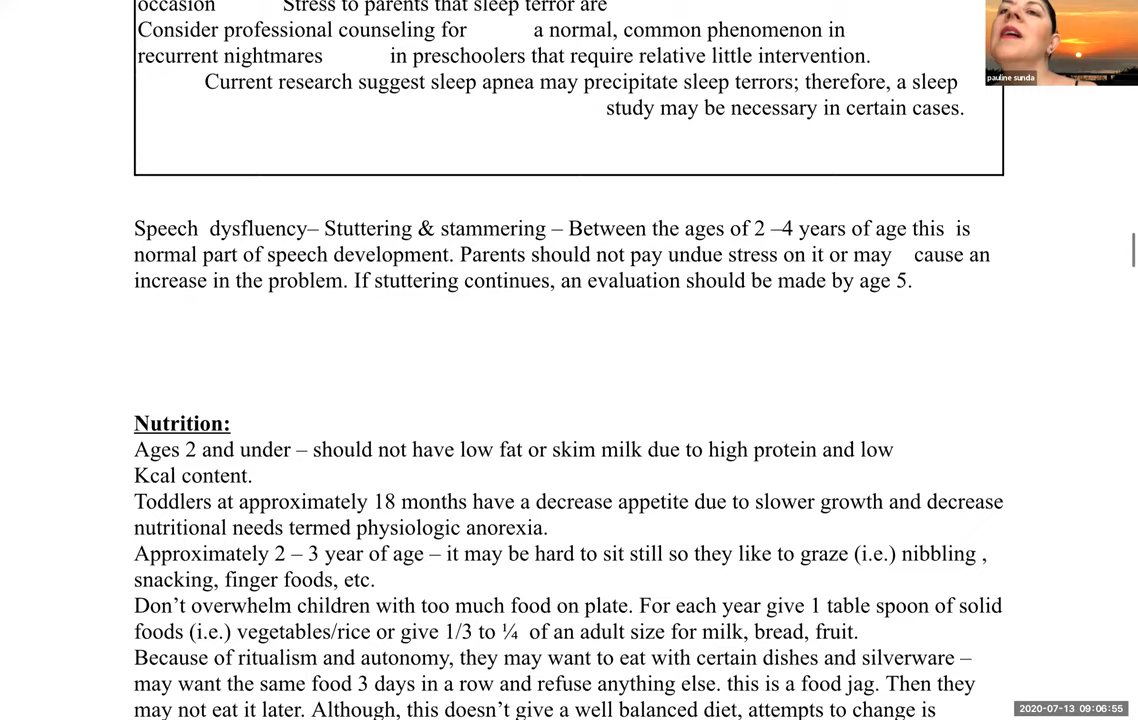 occasion Stress to parents that sleep terror are
Consider professional counseling for a normal, common phenomenon in
recurrent nightmares in preschoolers that require relative little intervention.
Current research suggest sleep apnea may precipitate sleep terrors; therefore, a sleep
study may be necessary in certain cases.
pauline sunda
Speech dysfluency– Stuttering & stammering – Between the ages of 2 –4 years of age this is
normal part of speech development. Parents should not pay undue stress on it or may cause an
increase in the problem. If stuttering continues, an evaluation should be made by age 5.
Nutrition:
Ages 2 and under – should not have low fat or skim milk due to high protein and low
Kcal content.
Toddlers at approximately 18 months have a decrease appetite due to slower growth and decrease
nutritional needs termed physiologic anorexia.
Approximately 2 – 3 year of age – it may be hard to sit still so they like to graze (i.e.) nibbling ,
snacking, finger foods, etc.
Don’t overwhelm children with too much food on plate. For each year give 1 table spoon of solid
foods (i.e.) vegetables/rice or give 1/3 to ¼ of an adult size for milk, bread, fruit.
Because of ritualism and autonomy, they may want to eat with certain dishes and silverware –
may want the same food 3 days in a row and refuse anything else. this is a food jag. Then they
may not eat it later. Although, this doesn’t give a well balanced diet, attempts to change is
2020-07-13 09:06:55